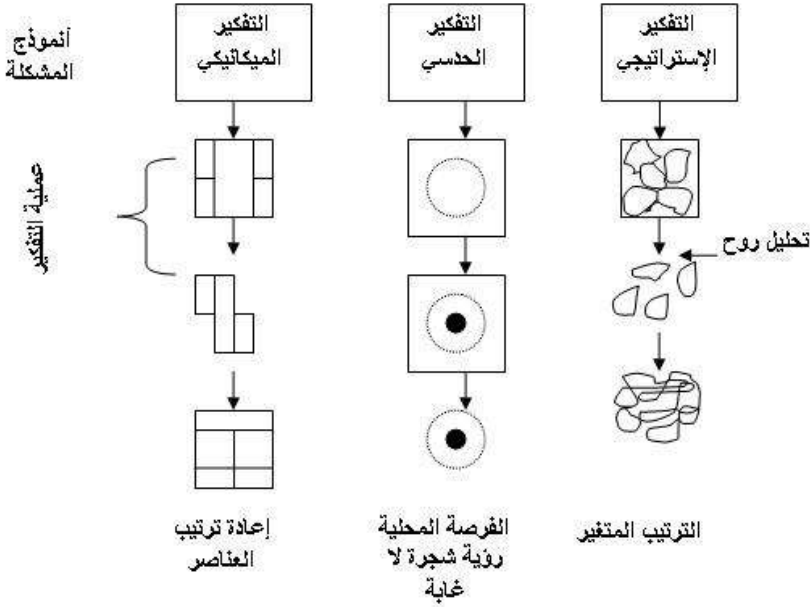 أنموذج
المشكلة
التفكير
الإستراتيجي
التفكير
الحدسي
التفكير
الميكانيكي
عملية التفكير
تحليل روح
الترتيب المتغير
الفرصة المحلية
رؤية شجرة لا
غابة
إعادة ترتيب
العناصر